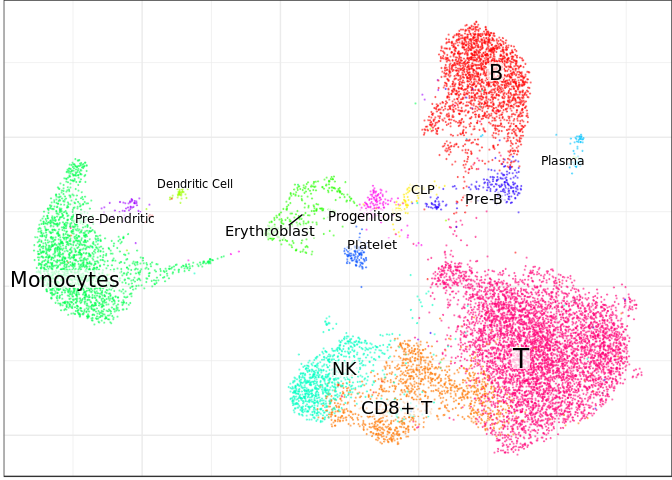 B
Plasma
Dendritic Cell
CLP
Pre-B
Pre-Dendritic
Progenitors
Erythroblast
Platelet
Monocytes
T
NK
CD8+ T